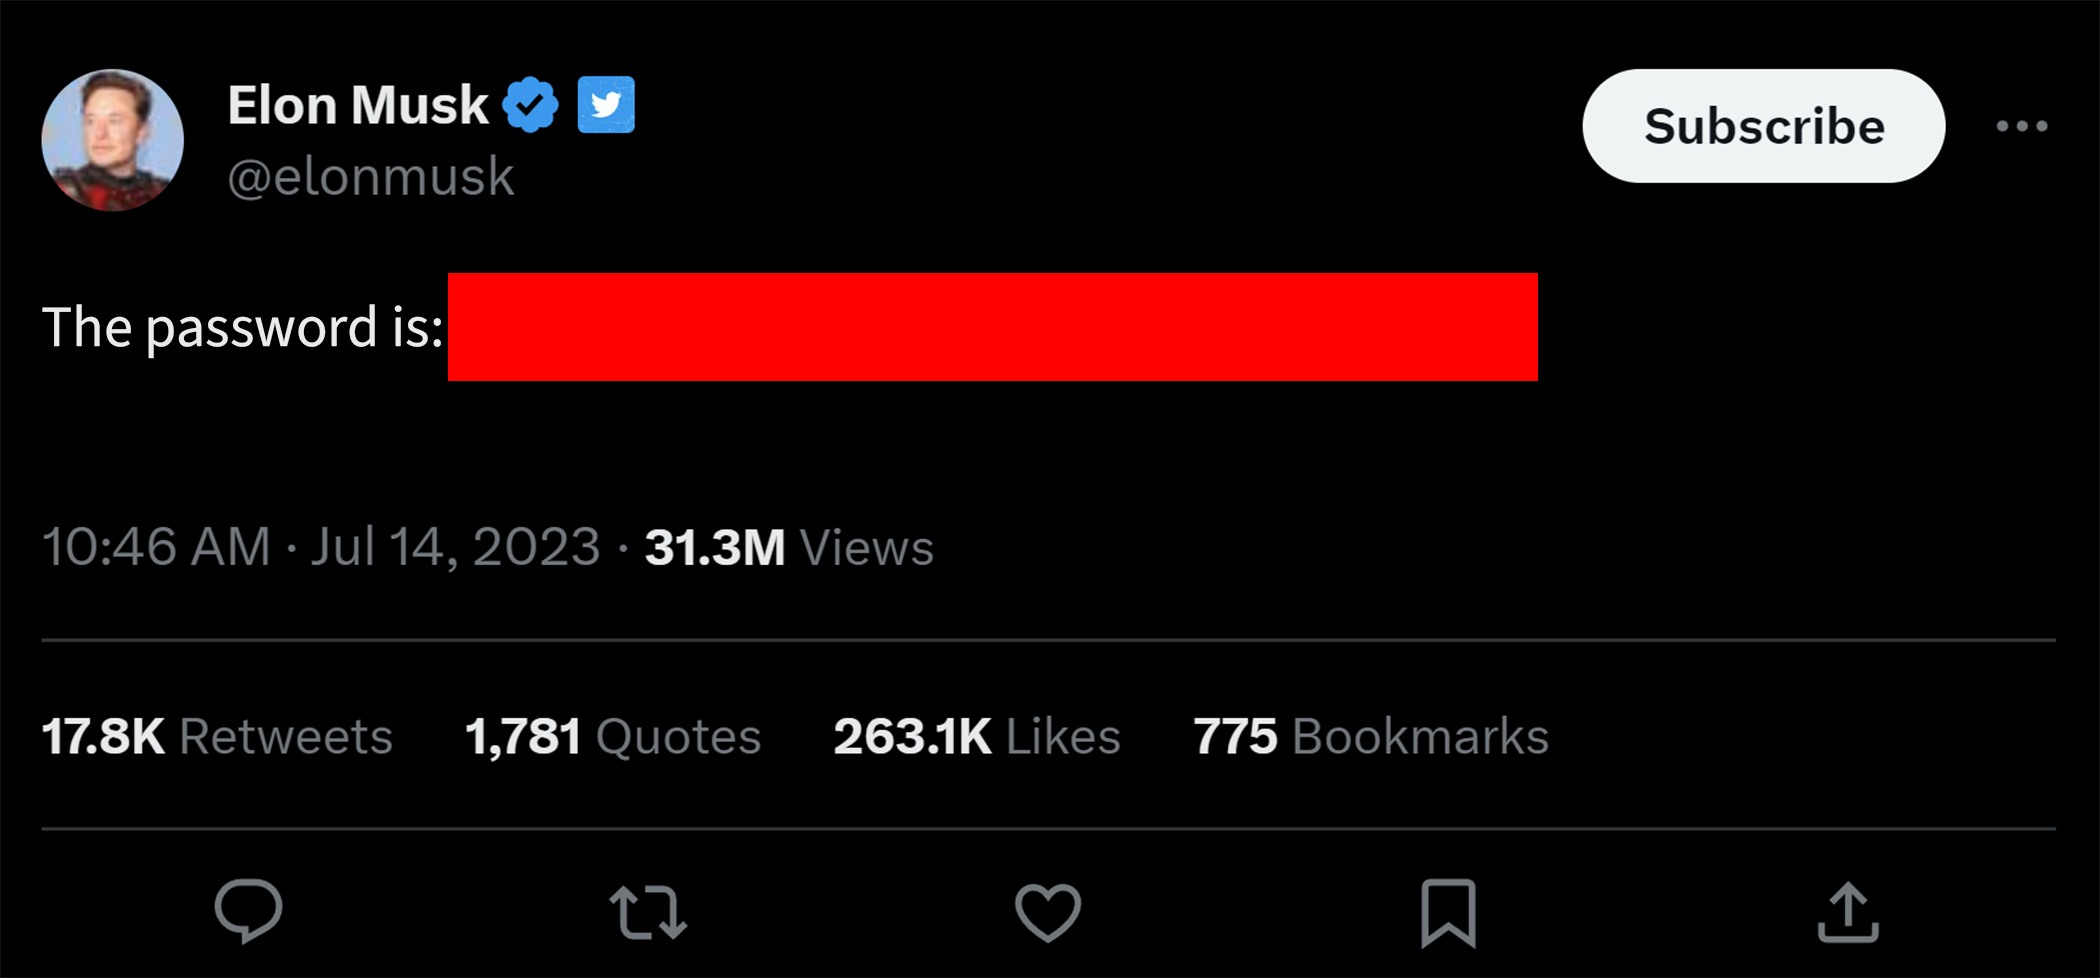 Elon Musk
@elonmusk
Subscribe
The password is:
10:46 AM · Jul 14, 2023 · 31.3M Views
17.8K Retweets 1,781 Quotes 263.1K Likes 775 Bookmarks